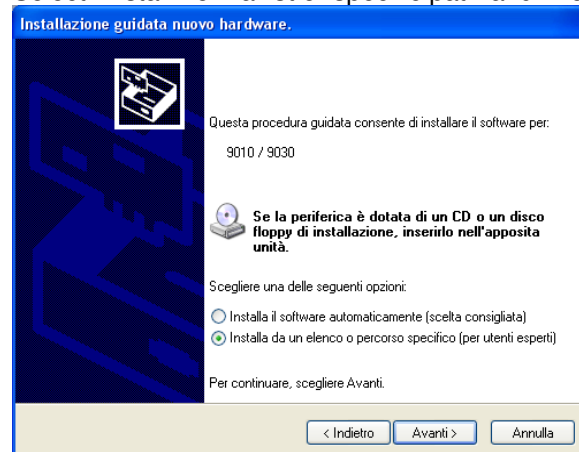 Installazione guidata nuovo hardware.
Questa procedura guidata consente di installare il software per:
9010 / 9030
Se la periferica è dotata di un CD o un disco
floppy di installazione, inserirlo nell'apposita
unità.
Scegliere una delle seguenti opzioni:
Installa il software automaticamente (scelta consigliata)
Installa da un elenco o percorso specifico (per utenti esperti)
Per continuare, scegliere Avanti.
< Indietro
Avanti >
Annulla